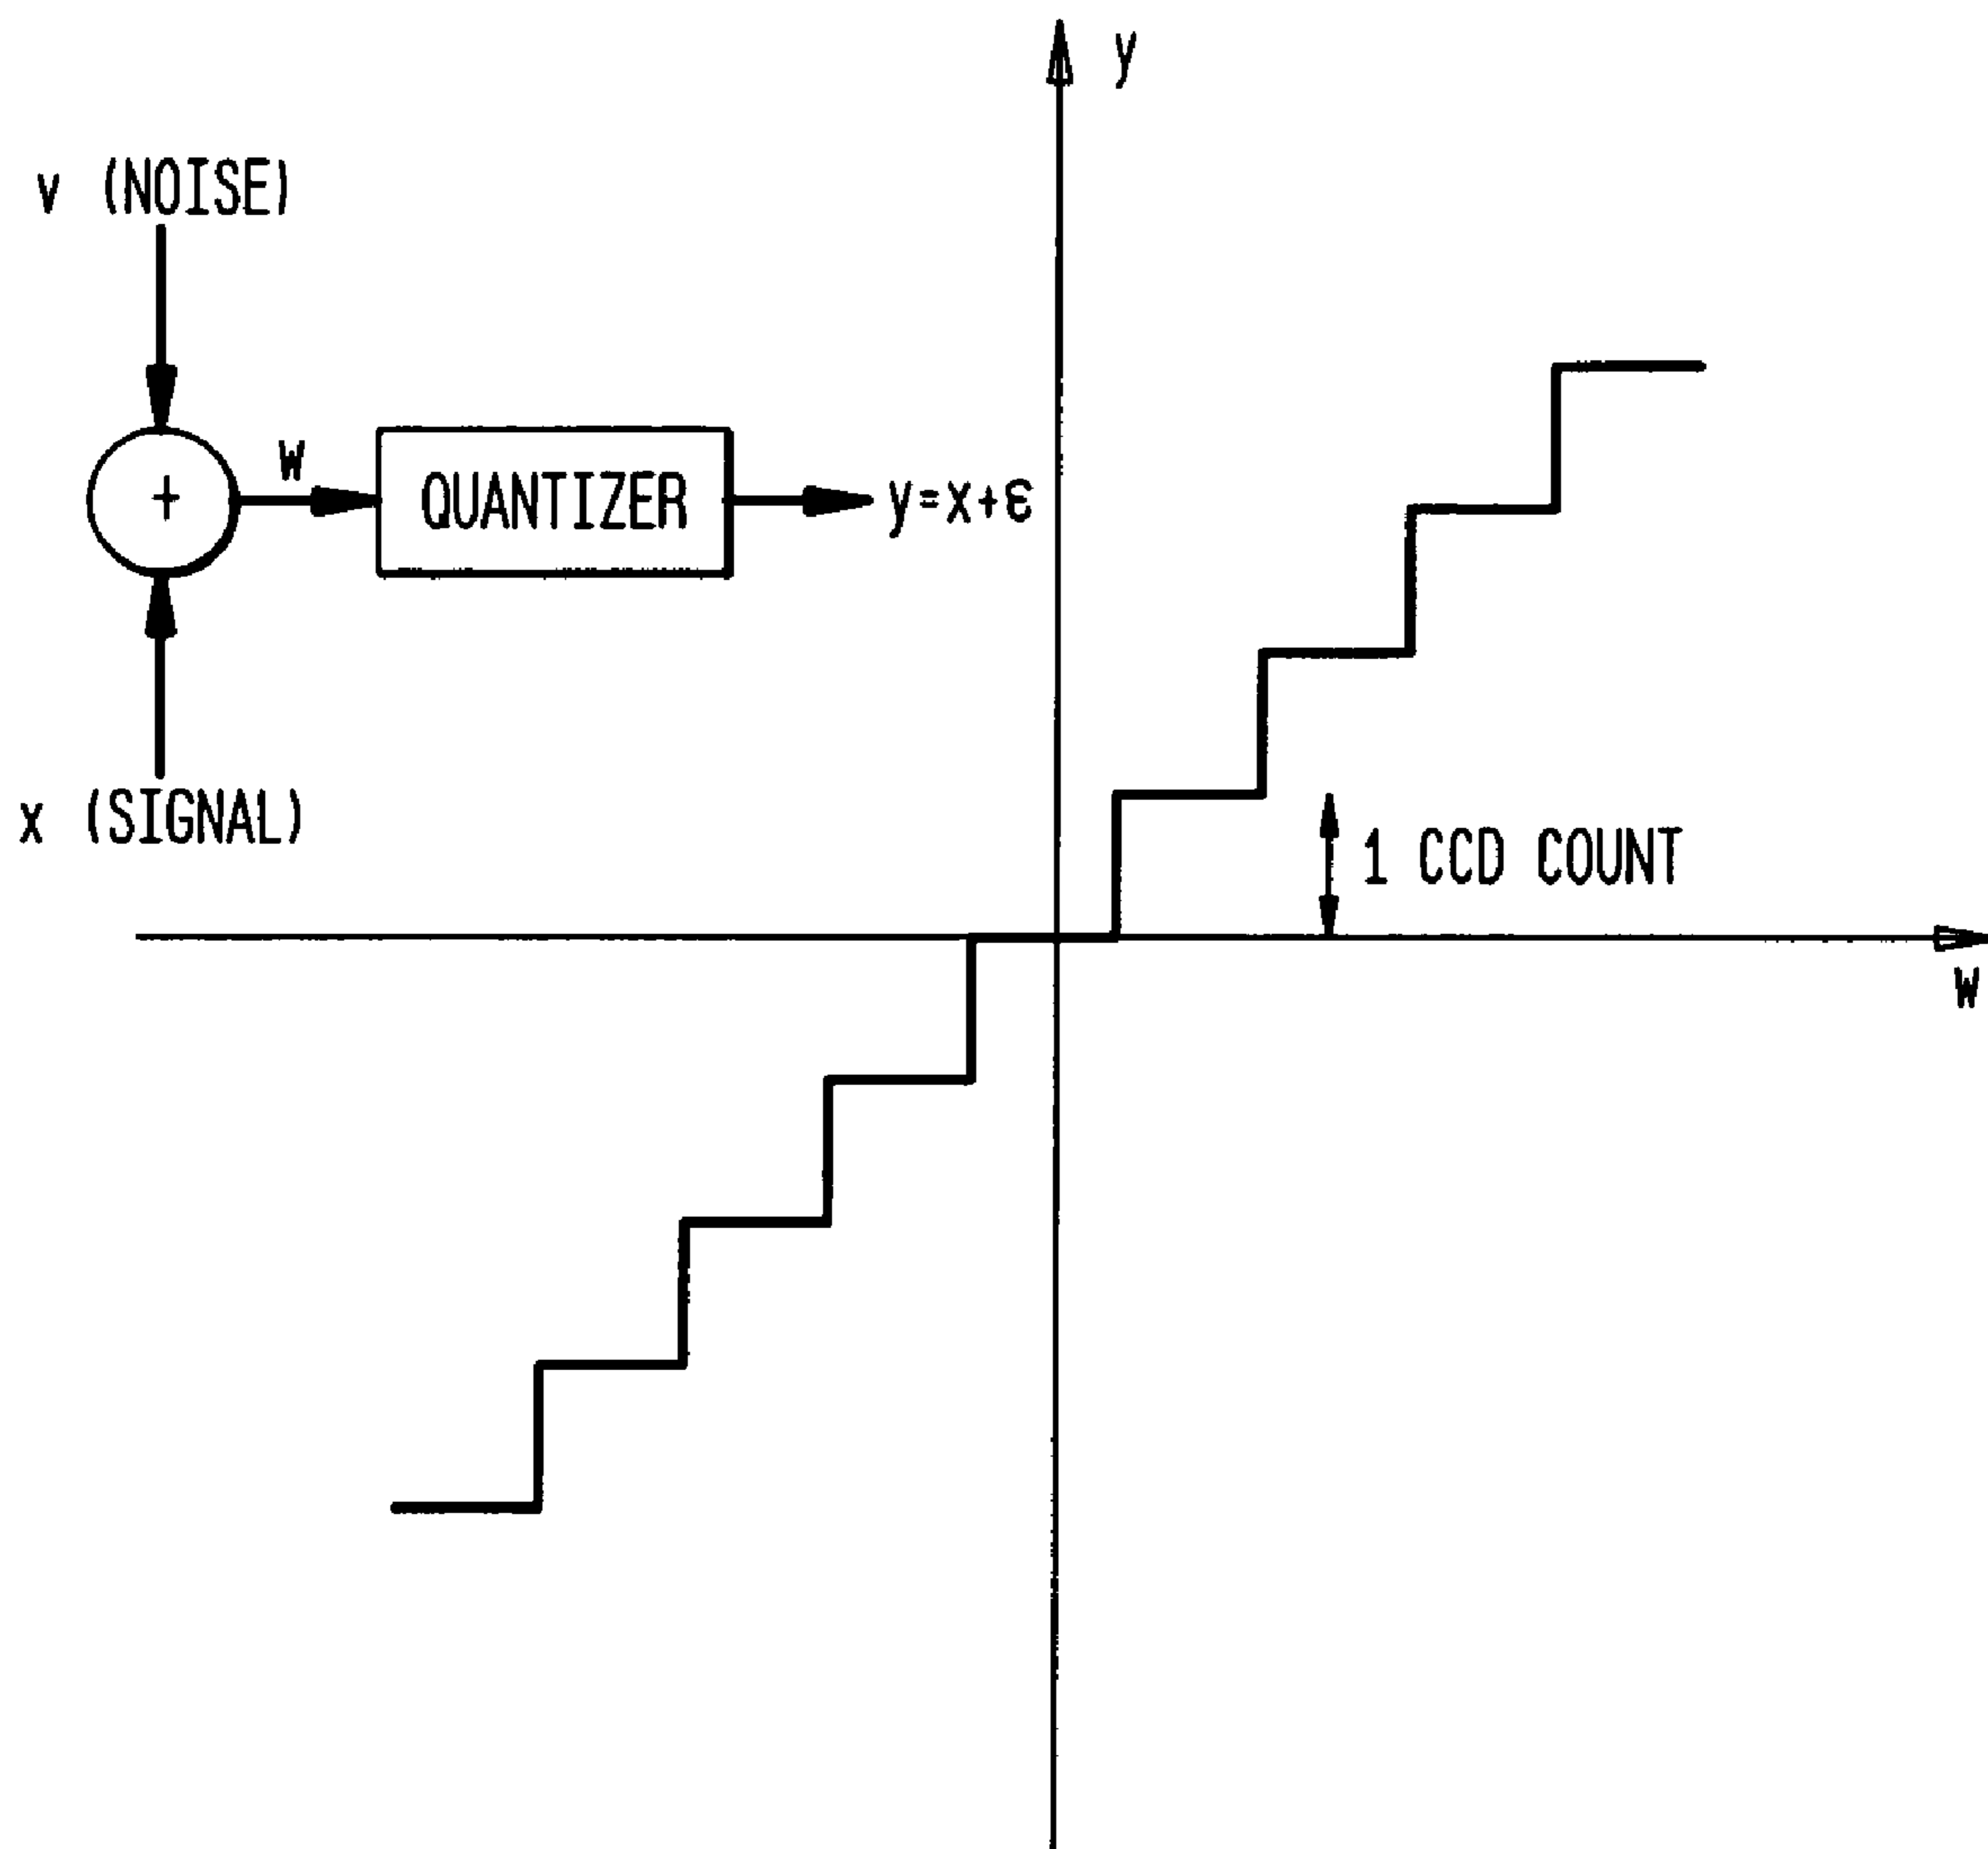 y
v (NOISE)
+
w
QUANTIZER
y=x+ε
x (SIGNAL)
1 CCD COUNT
w